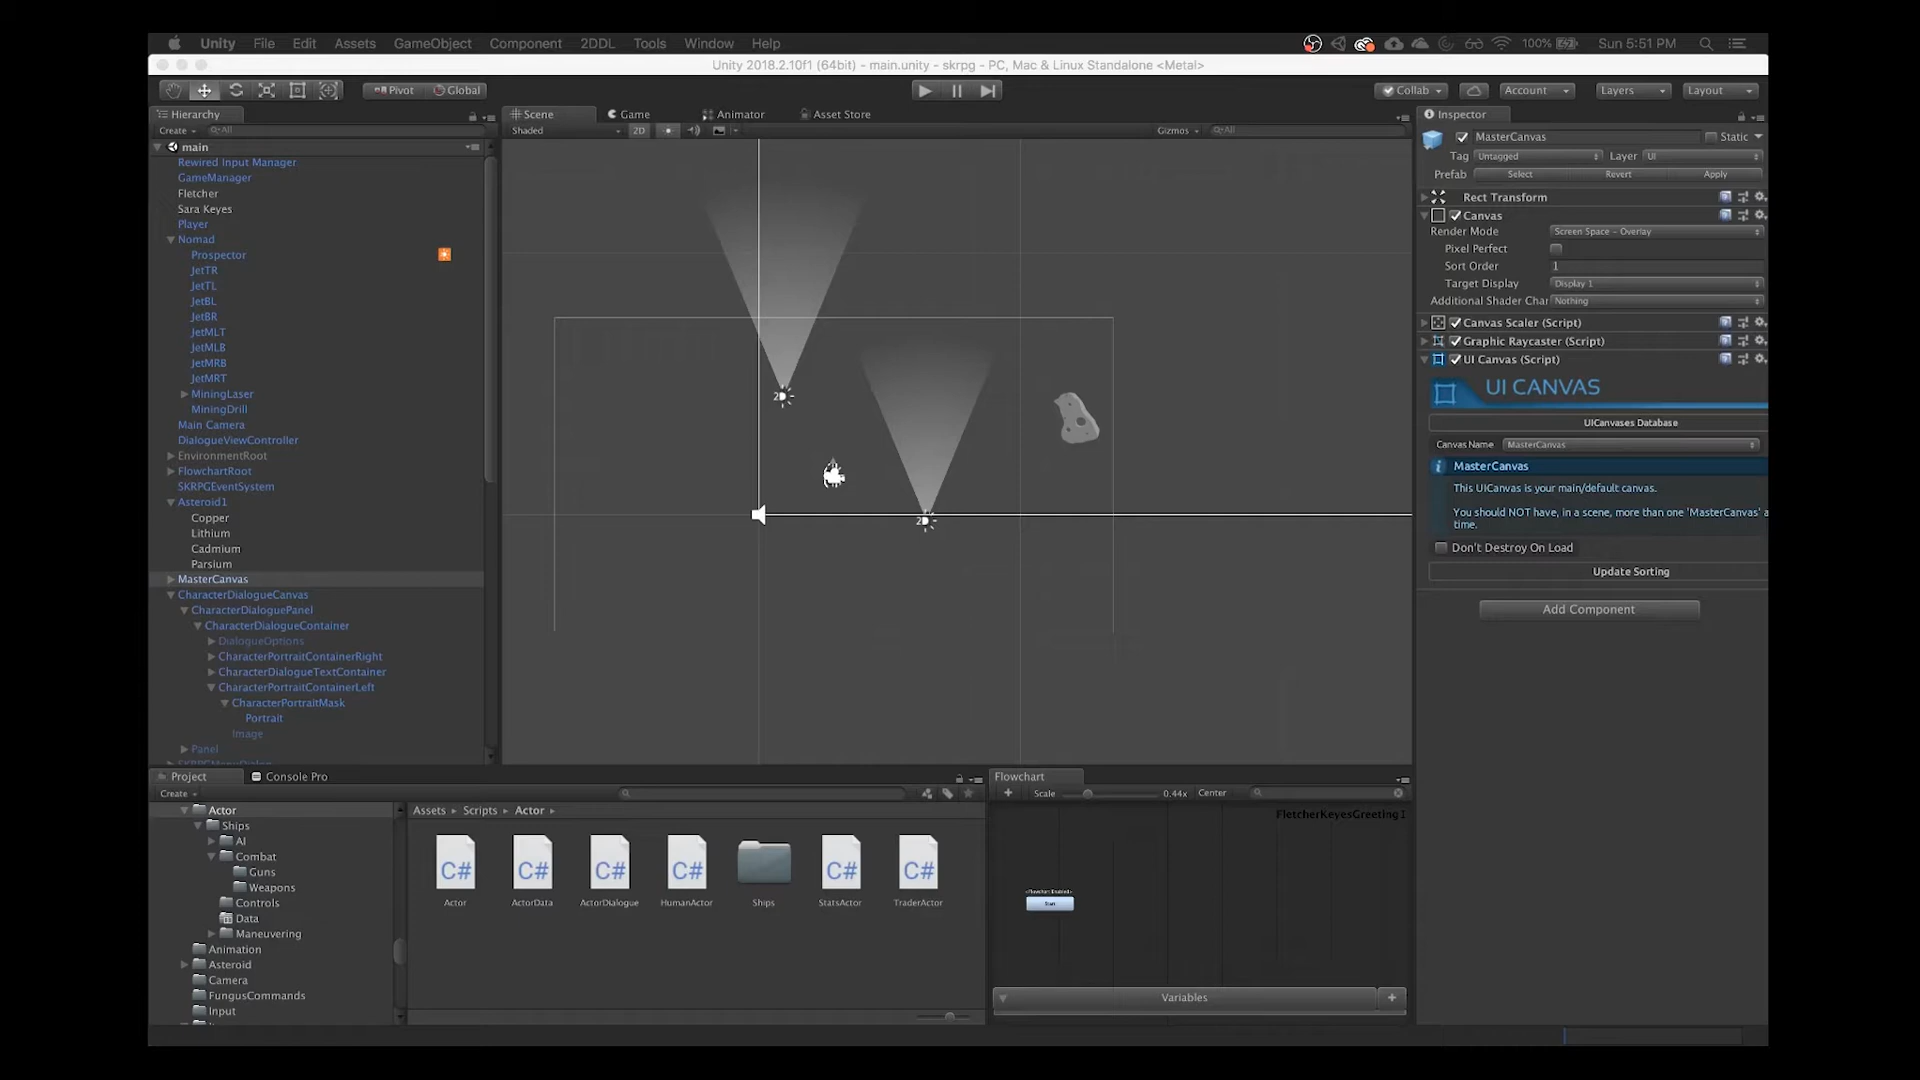 Unity File Edit Assets GameObject Component 2DDL Tools Window Help 100% Sun 5:51 PM
Unity 2018.2.10f1 (64bit) - main.unity - skrpg - PC, Mac & Linux Standalone <Metal>
Pivot Global Collab Account Layers Layout
Hierarchy
Create All
main
Rewired Input Manager
GameManager
Fletcher
Sara Keyes
Player
Nomad
Prospector
JetTR
JetTL
JetBL
JetBR
JetMLT
JetMLB
JetMRB
JetMRT
MiningLaser
MiningDrill
Main Camera
DialogueViewController
EnvironmentRoot
FlowchartRoot
SKRPGEventSystem
Asteroid1
Copper
Lithium
Cadmium
Parsium
MasterCanvas
CharacterDialogueCanvas
CharacterDialoguePanel
CharacterDialogueContainer
DialogueOptions
CharacterPortraitContainerRight
CharacterDialogueTextContainer
CharacterPortraitContainerLeft
CharacterPortraitMask
Portrait
Image
Panel
Scene Game Animator Asset Store
Shaded 2D Gizmos All
2D
2D
Inspector
MasterCanvas Static
Tag Untagged Layer UI
Prefab Select Revert Apply
Rect Transform
Canvas
Render Mode Screen Space - Overlay
Pixel Perfect
Sort Order 1
Target Display Display 1
Additional Shader Char Nothing
Canvas Scaler (Script)
Graphic Raycaster (Script)
UI Canvas (Script)
UI CANVAS
UICanvases Database
Canvas Name MasterCanvas
MasterCanvas
This UICanvas is your main/default canvas.
You should NOT have, in a scene, more than one 'MasterCanvas' a
time.
Don't Destroy On Load
Update Sorting
Add Component
Project Console Pro
Create
Actor
Ships
AI
Combat
Guns
Weapons
Controls
Data
Maneuvering
Animation
Asteroid
Camera
FungusCommands
Input
Assets Scripts Actor
C# C# C# C# C# C#
Actor ActorData ActorDialogue HumanActor Ships StatsActor TraderActor
Flowchart
+ Scale 0.44x Center
FletcherKeyesGreeting1
<Flowchart Enabled>
Start
Variables +